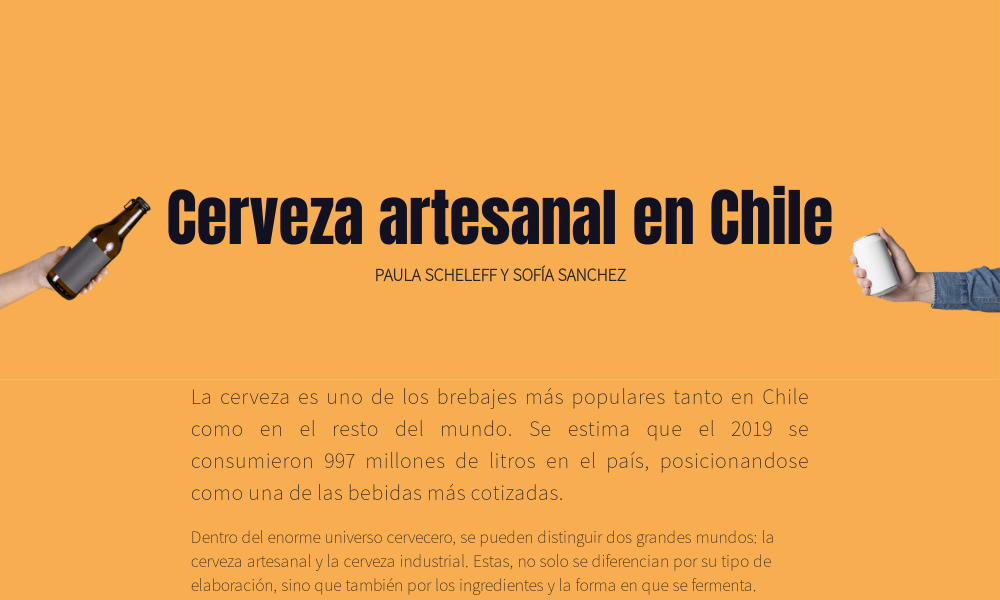 Cerveza artesanal en Chile
PAULA SCHELEFF Y SOFÍA SANCHEZ
La cerveza es uno de los brebajes más populares tanto en Chile
como en el resto del mundo. Se estima que el 2019 se
consumieron 997 millones de litros en el país, posicionandose
como una de las bebidas más cotizadas.
Dentro del enorme universo cervecero, se pueden distinguir dos grandes mundos: la
cerveza artesanal y la cerveza industrial. Estas, no solo se diferencian por su tipo de
elaboración, sino que también por los ingredientes y la forma en que se fermenta.